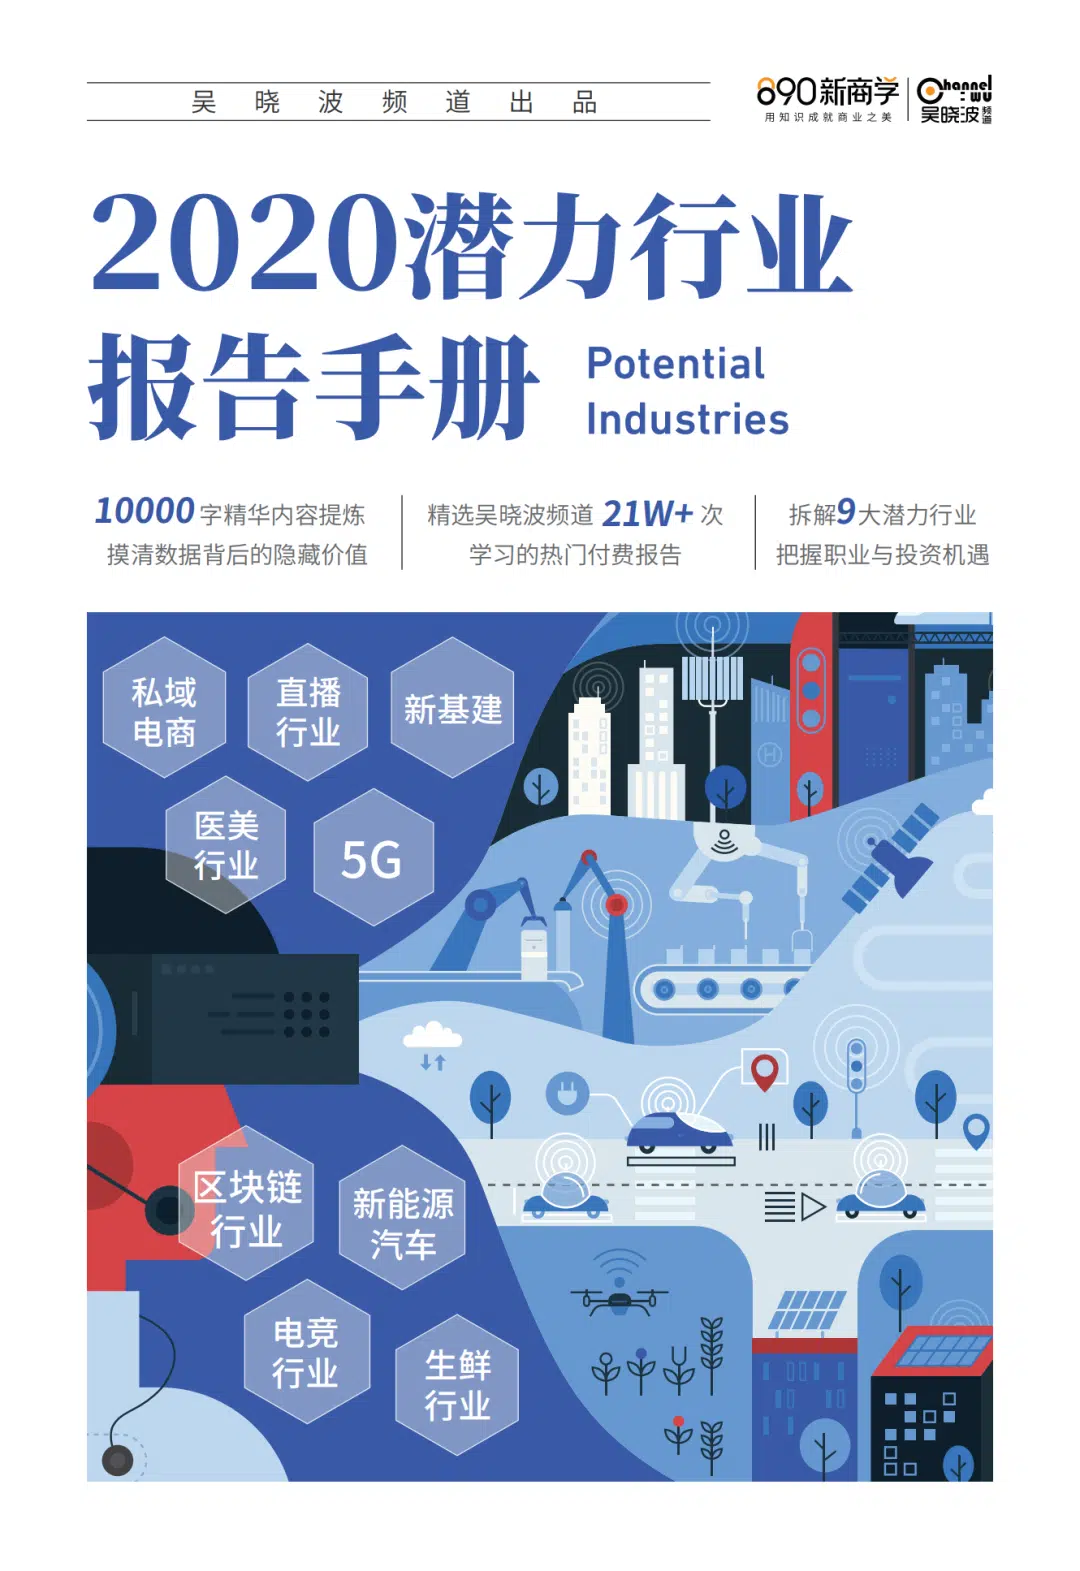 吴晓波频道出品
890新商学
用知识成就商业之美
Channel
:WU
吴晓波频道
2020潜力行业
报告手册
Potential
Industries
10000字精华内容提炼
摸清数据背后的隐藏价值
精选吴晓波频道 21W+ 次
学习的热门付费报告
拆解9大潜力行业
把握职业与投资机遇
私域
电商
直播
行业
新基建
医美
行业
5G
H
区块链
行业
新能源
汽车
电竞
行业
生鲜
行业